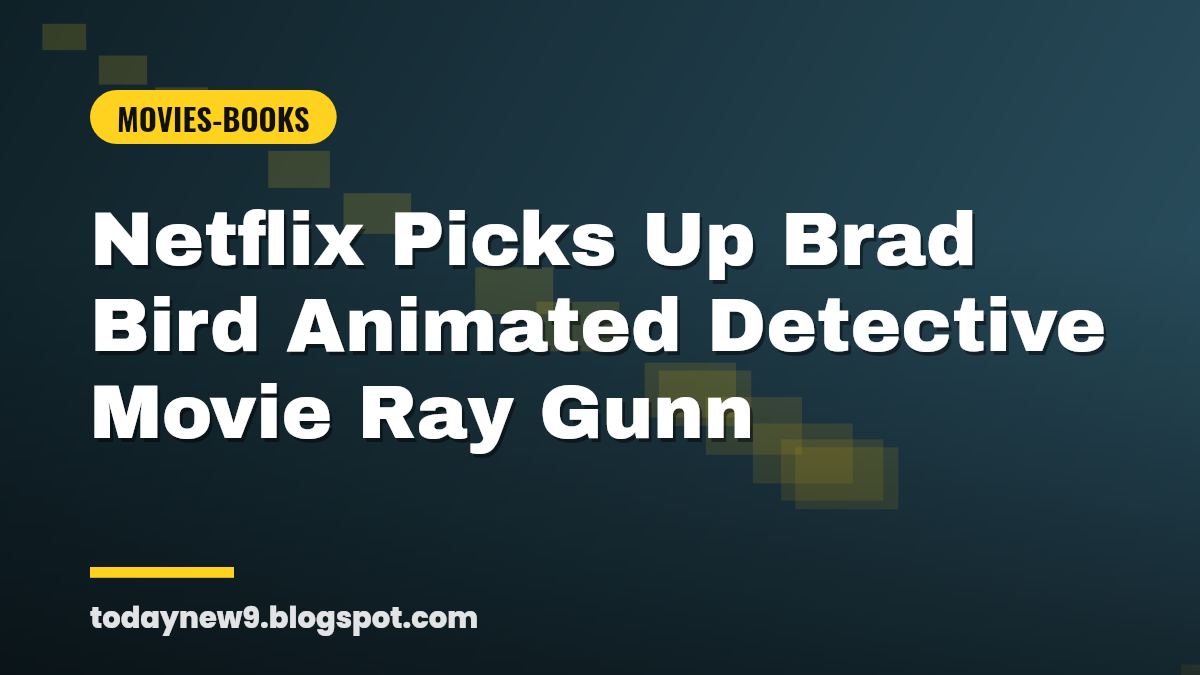 MOVIES-BOOKS
Netflix Picks Up Brad
Bird Animated Detective
Movie Ray Gunn
todaynew9.blogspot.com